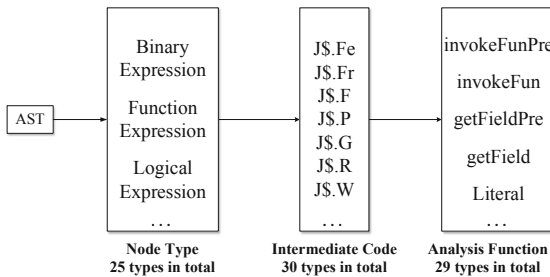 AST
Binary
Expression
Function
Expression
Logical
Expression
...
Node Type
25 types in total
J$.Fe
J$.Fr
J$.F
J$.P
J$.G
J$.R
J$.W
...
Intermediate Code
30 types in total
invokeFunPre
invokeFun
getFieldPre
getField
Literal
...
Analysis Function
29 types in total